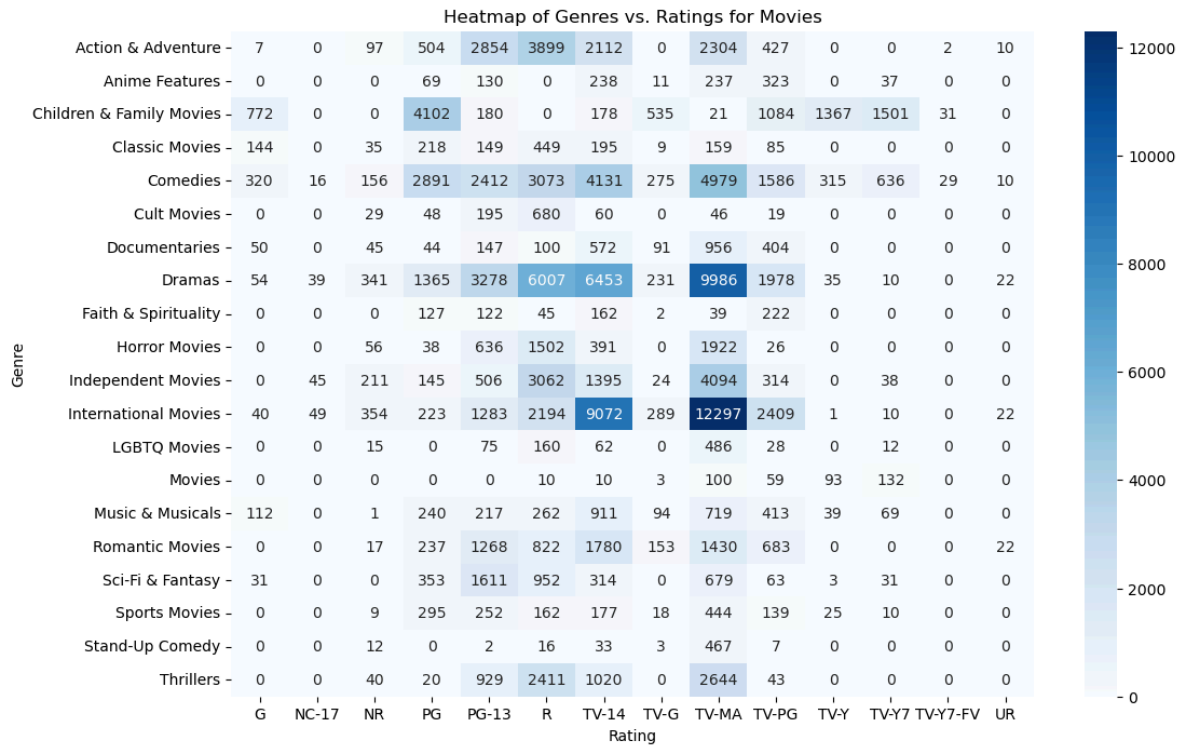 Heatmap of Genres vs. Ratings for Movies
Action & Adventure 7 0 97 504 2854 3899 2112 0 2304 427 0 0 2 10
Anime Features 0 0 0 69 130 0 238 11 237 323 0 37 0 0
Children & Family Movies 772 0 0 4102 180 0 178 535 21 1084 1367 1501 31 0
Classic Movies 144 0 35 218 149 449 195 9 159 85 0 0 0 0
Comedies 320 16 156 2891 2412 3073 4131 275 4979 1586 315 636 29 10
Cult Movies 0 0 29 48 195 680 60 0 46 19 0 0 0 0
Documentaries 50 0 45 44 147 100 572 91 956 404 0 0 0 0
Dramas 54 39 341 1365 3278 6007 6453 231 9986 1978 35 10 0 22
Faith & Spirituality 0 0 0 127 122 45 162 2 39 222 0 0 0 0
Horror Movies 0 0 56 38 636 1502 391 0 1922 26 0 0 0 0
Independent Movies 0 45 211 145 506 3062 1395 24 4094 314 0 38 0 0
International Movies 40 49 354 223 1283 2194 9072 289 12297 2409 1 10 0 22
LGBTQ Movies 0 0 15 0 75 160 62 0 486 28 0 12 0 0
Movies 0 0 0 0 0 10 10 3 100 59 93 132 0 0
Music & Musicals 112 0 1 240 217 262 911 94 719 413 39 69 0 0
Romantic Movies 0 0 17 237 1268 822 1780 153 1430 683 0 0 0 22
Sci-Fi & Fantasy 31 0 0 353 1611 952 314 0 679 63 3 31 0 0
Sports Movies 0 0 9 295 252 162 177 18 444 139 25 10 0 0
Stand-Up Comedy 0 0 12 0 2 16 33 3 467 7 0 0 0 0
Thrillers 0 0 40 20 929 2411 1020 0 2644 43 0 0 0 0
G NC-17 NR PG PG-13 R TV-14 TV-G TV-MA TV-PG TV-Y TV-Y7 TV-Y7-FV UR
Rating
Genre
12000
10000
8000
6000
4000
2000
0